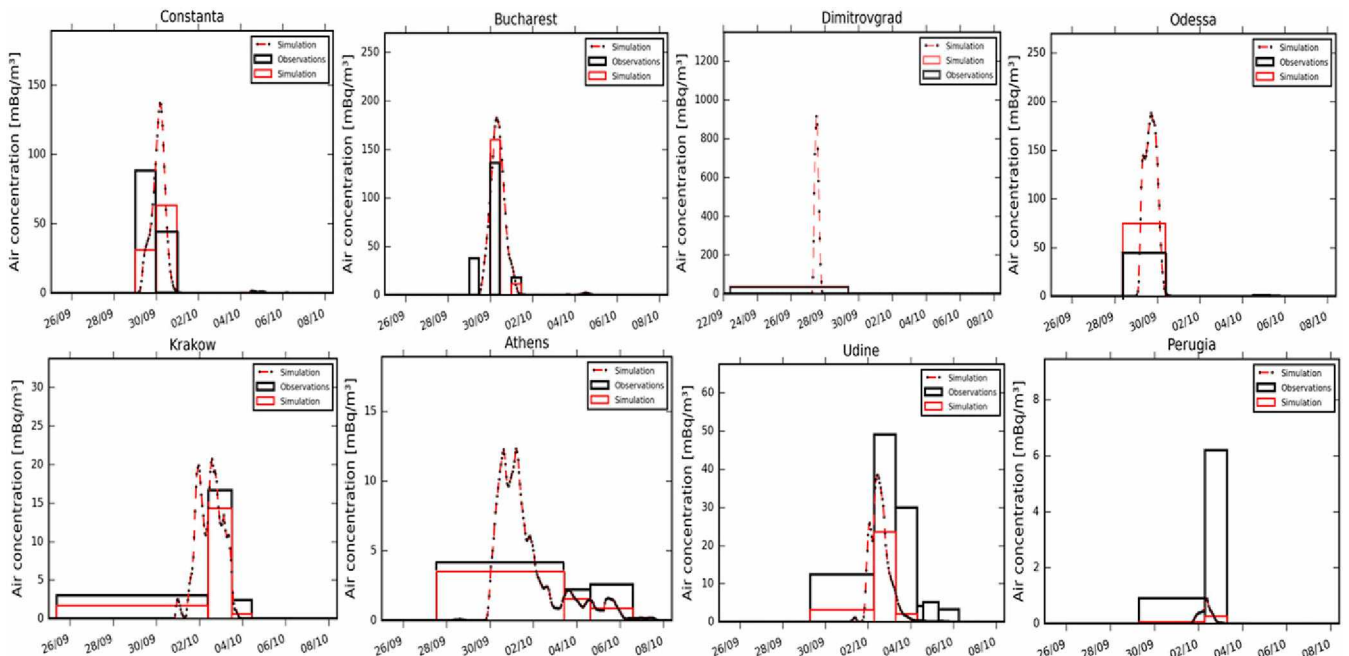 Constanta
Air concentration [mBq/m³]
150
100
50
0
26/09 28/09 30/09 02/10 04/10 06/10 08/10
Simulation
Observations
Simulation
Bucharest
Air concentration [mBq/m³]
250
200
150
100
50
0
26/09 28/09 30/09 02/10 04/10 06/10 08/10
Simulation
Observations
Simulation
Dimitrovgrad
Air concentration [mBq/m³]
1200
1000
800
600
400
200
0
22/09 24/09 26/09 28/09 30/09 02/10 04/10 06/10 08/10
Simulation
Simulation
Observations
Odessa
Air concentration [mBq/m³]
250
200
150
100
50
0
26/09 28/09 30/09 02/10 04/10 06/10 08/10
Simulation
Observations
Simulation
Krakow
Air concentration [mBq/m³]
30
25
20
15
10
5
0
26/09 28/09 30/09 02/10 04/10 06/10 08/10
Simulation
Observations
Simulation
Athens
Air concentration [mBq/m³]
15
10
5
0
26/09 28/09 30/09 02/10 04/10 06/10 08/10
Simulation
Observations
Simulation
Udine
Air concentration [mBq/m³]
60
50
40
30
20
10
0
26/09 28/09 30/09 02/10 04/10 06/10 08/10
Simulation
Observations
Simulation
Perugia
Air concentration [mBq/m³]
8
6
4
2
0
26/09 28/09 30/09 02/10 04/10 06/10 08/10
Simulation
Observations
Simulation